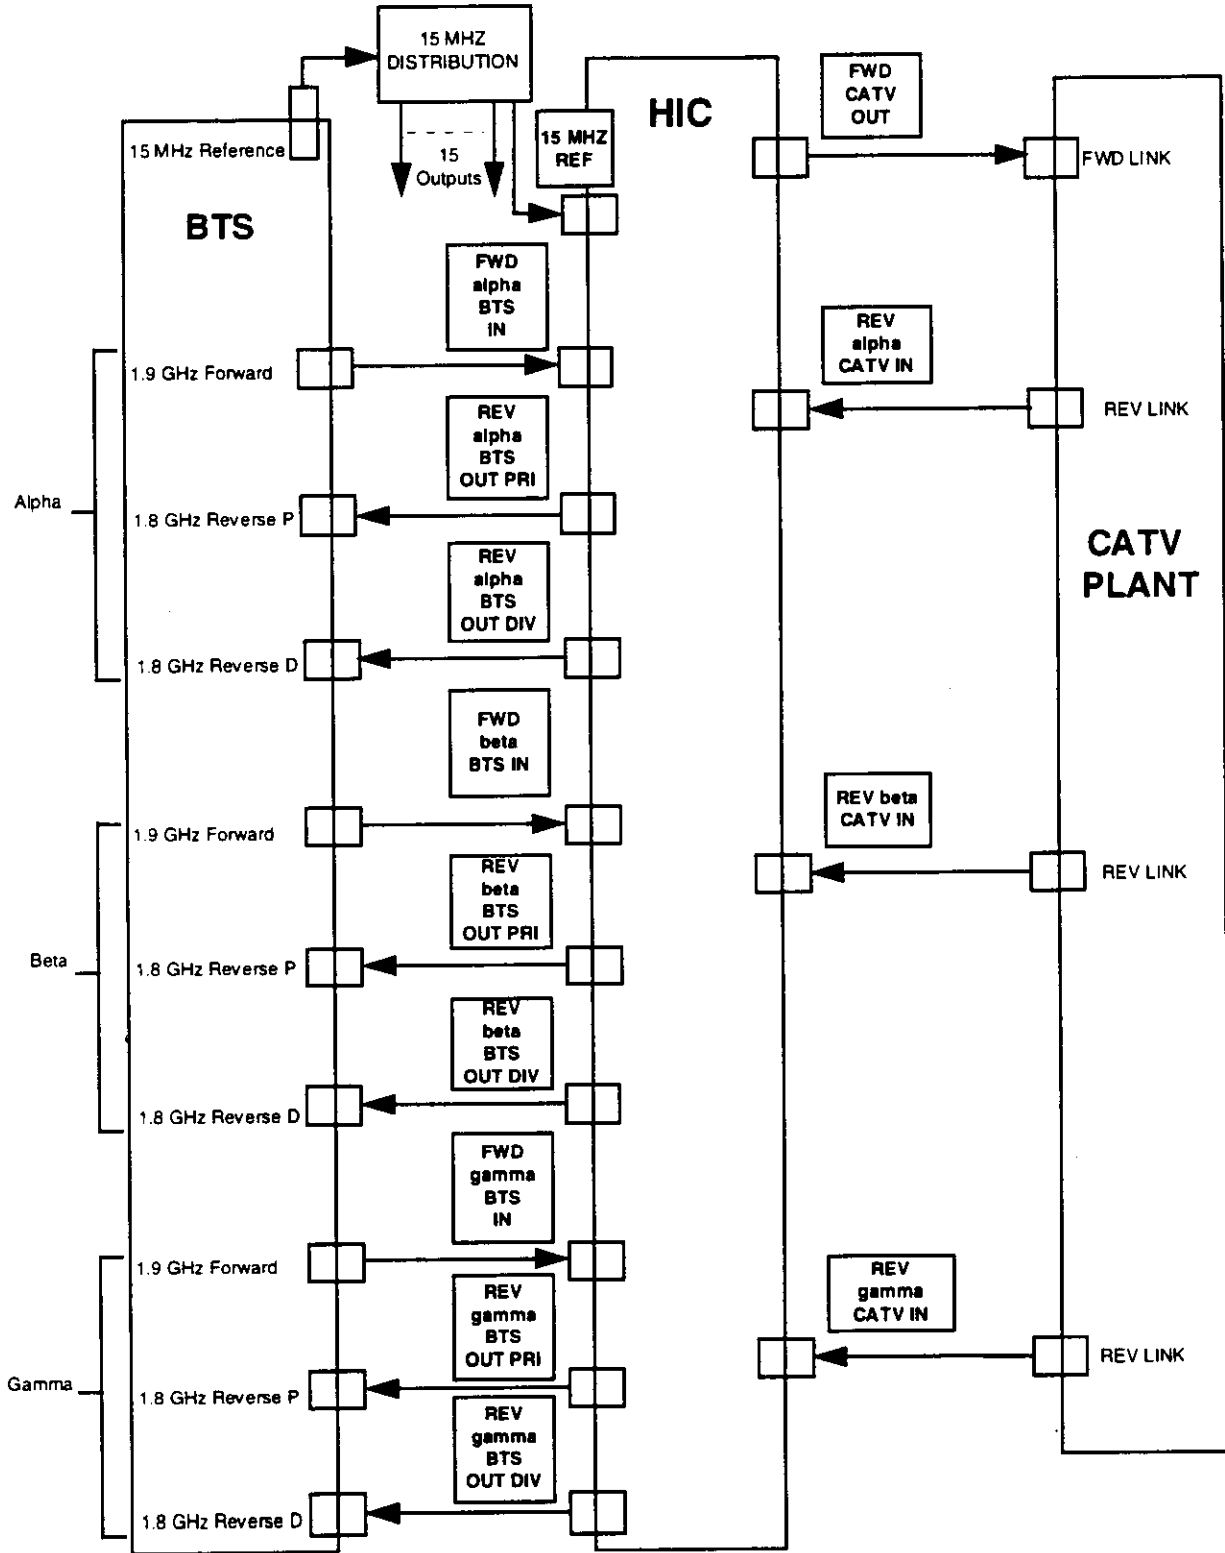 15 MHZ
DISTRIBUTION
15 MHz Reference
15
Outputs
15 MHZ
REF
HIC
FWD
CATV
OUT
FWD LINK
BTS
FWD
alpha
BTS
IN
1.9 GHz Forward
REV
alpha
CATV IN
REV LINK
REV
alpha
BTS
OUT PRI
Alpha
1.8 GHz Reverse P
REV
alpha
BTS
OUT DIV
CATV
PLANT
1.8 GHz Reverse D
FWD
beta
BTS IN
1.9 GHz Forward
REV beta
CATV IN
REV LINK
REV
beta
BTS
OUT PRI
Beta
1.8 GHz Reverse P
REV
beta
BTS
OUT DIV
1.8 GHz Reverse D
FWD
gamma
BTS
IN
1.9 GHz Forward
REV
gamma
CATV IN
REV LINK
REV
gamma
BTS
OUT PRI
Gamma
1.8 GHz Reverse P
REV
gamma
BTS
OUT DIV
1.8 GHz Reverse D